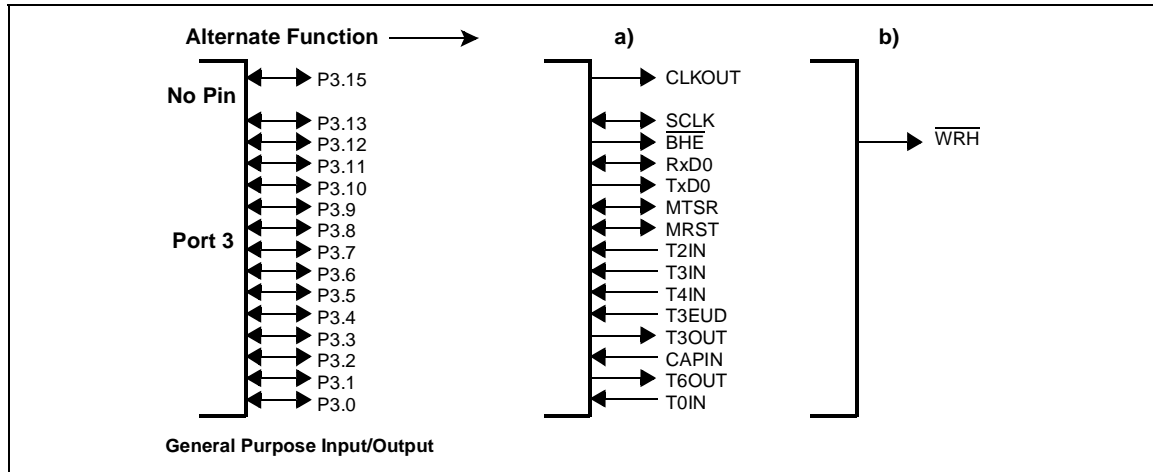 Alternate Function a) b)
P3.15 CLKOUT
No Pin
P3.13 SCLK
P3.12 B̅H̅E̅ W̅R̅H̅
P3.11 RxD0
P3.10 TxD0
P3.9 MTSR
P3.8 MRST
Port 3
P3.7 T2IN
P3.6 T3IN
P3.5 T4IN
P3.4 T3EUD
P3.3 T3OUT
P3.2 CAPIN
P3.1 T6OUT
P3.0 T0IN
General Purpose Input/Output